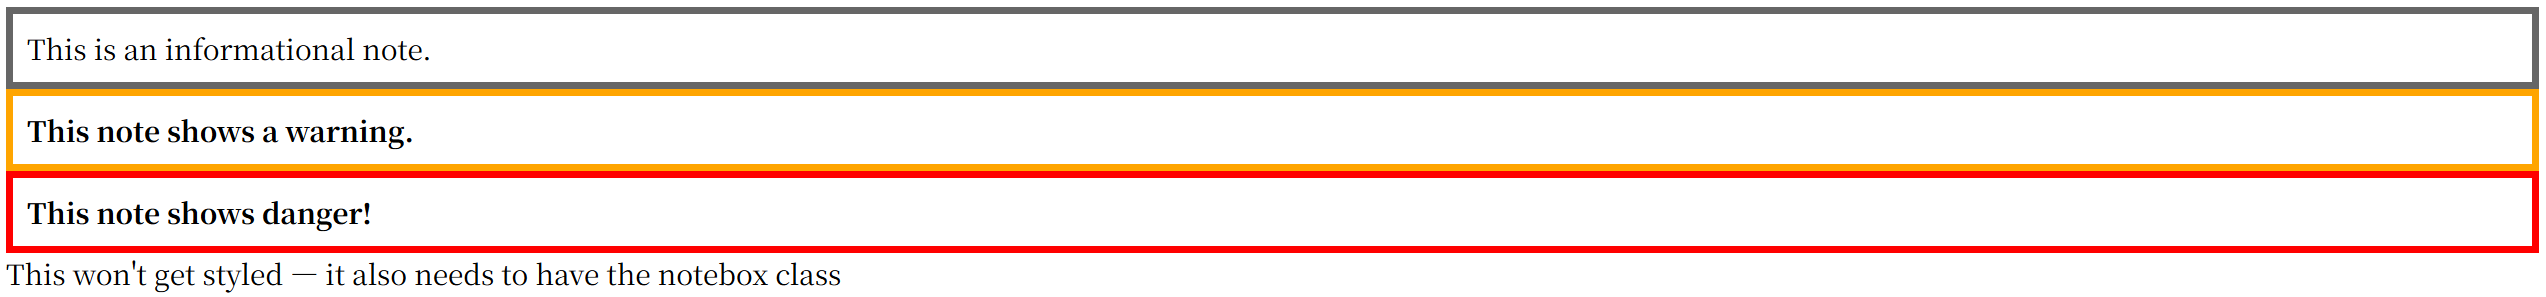 This is an informational note.
This note shows a warning.
This note shows danger!
This won't get styled — it also needs to have the notebox class